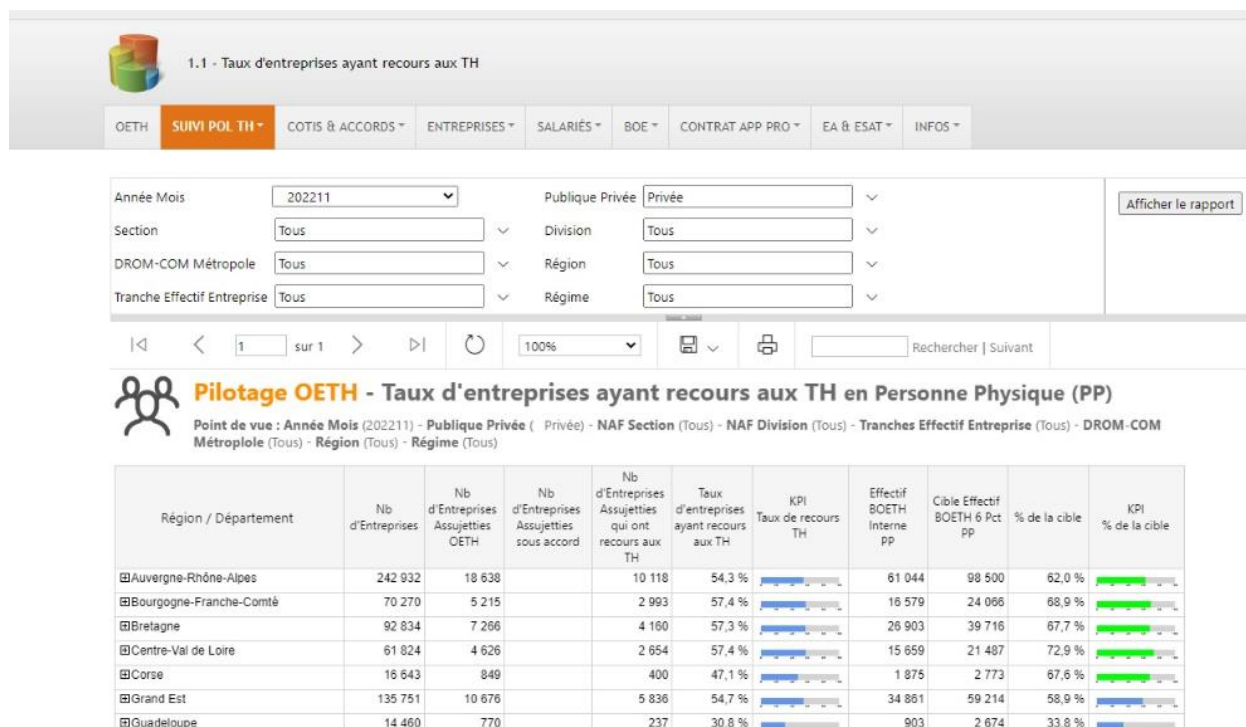 1.1 - Taux d'entreprises ayant recours aux TH
OETH SUIVI POL TH COTIS & ACCORDS ENTREPRISES SALARIÉS BOE CONTRAT APP PRO EA & ESAT INFOS
Année Mois 202211 Publique Privée Privée Afficher le rapport
Section Tous Division Tous
DROM-COM Métropole Tous Région Tous
Tranche Effectif Entreprise Tous Régime Tous
1 sur 1 100% Rechercher | Suivant
Pilotage OETH - Taux d'entreprises ayant recours aux TH en Personne Physique (PP)
Point de vue : Année Mois (202211) - Publique Privée ( Privée) - NAF Section (Tous) - NAF Division (Tous) - Tranches Effectif Entreprise (Tous) - DROM-COM
Métroplole (Tous) - Région (Tous) - Régime (Tous)
Région / Département
Nb
d'Entreprises
Nb
d'Entreprises
Assujetties
OETH
Nb
d'Entreprises
Assujetties
sous accord
Nb
d'Entreprises
Assujetties
qui ont
recours aux
TH
Taux
d'entreprises
ayant recours
aux TH
KPI
Taux de recours
TH
Effectif
BOETH
Interne
PP
Cible Effectif
BOETH 6 Pct
PP
% de la cible
KPI
% de la cible
Auvergne-Rhône-Alpes 242 932 18 638 10 118 54,3 % 61 044 98 500 62,0 %
Bourgogne-Franche-Comté 70 270 5 215 2 993 57,4 % 16 579 24 066 68,9 %
Bretagne 92 834 7 266 4 160 57,3 % 26 903 39 716 67,7 %
Centre-Val de Loire 61 824 4 626 2 654 57,4 % 15 659 21 487 72,9 %
Corse 16 643 849 400 47,1 % 1 875 2 773 67,6 %
Grand Est 135 751 10 676 5 836 54,7 % 34 861 59 214 58,9 %
Guadeloupe 14 460 770 237 30,8 % 903 2 674 33,8 %